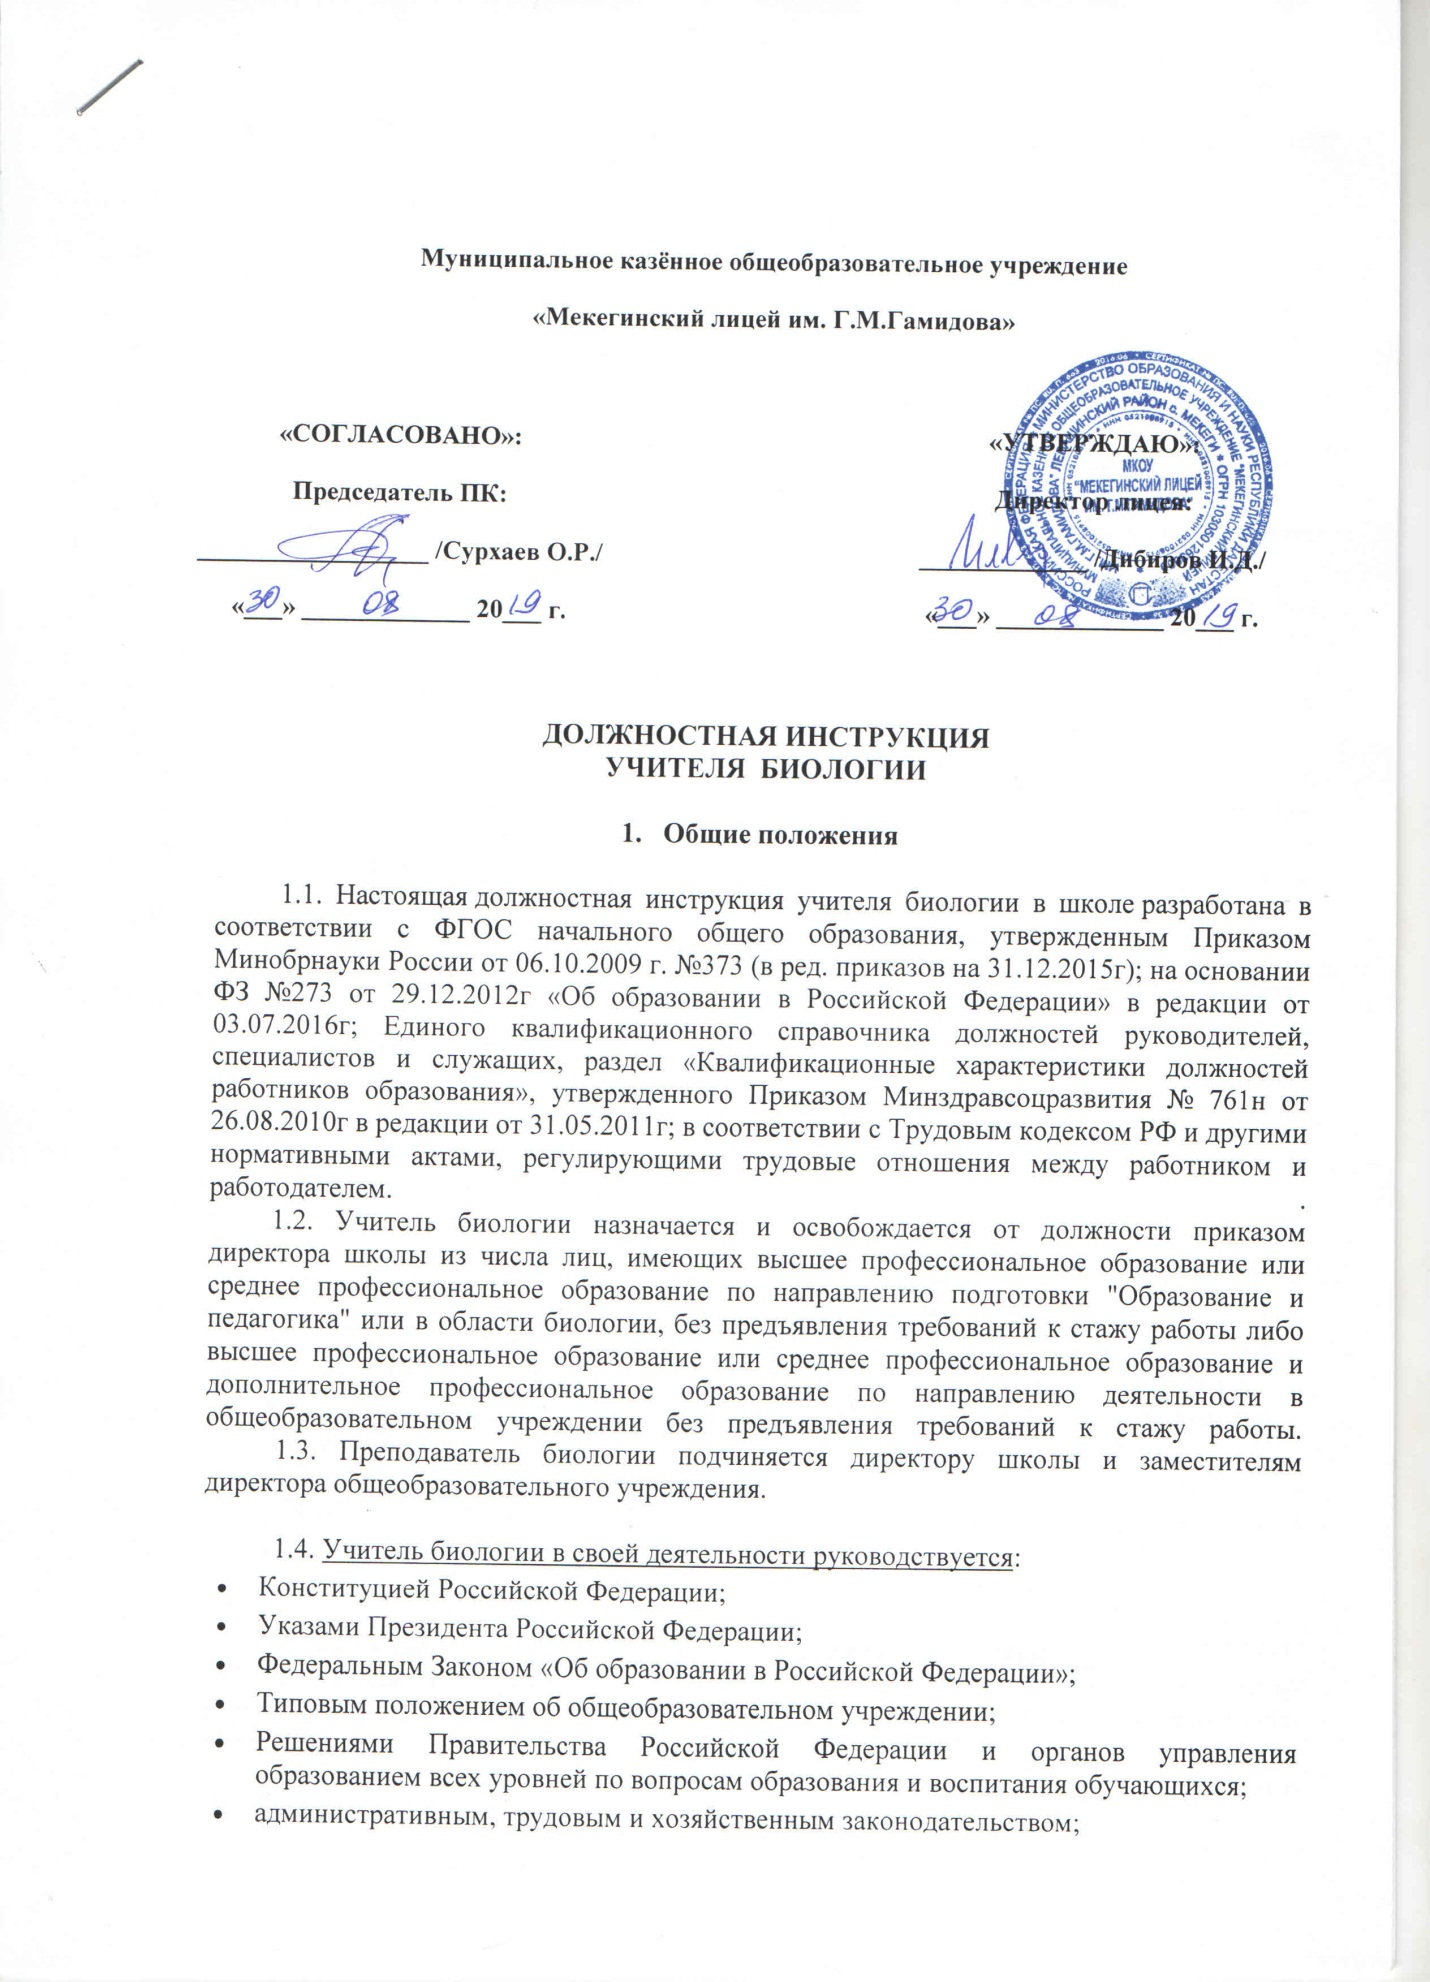 Муниципальное казённое общеобразовательное учреждение
«Мекегинский лицей им. Г.М.Гамидова»
«СОГЛАСОВАНО»:
Председатель ПК:
/Сурхаев О.Р./
«30» 08 2019 г.
«УТВЕРЖДАЮ»:
Директор лицея:
/Дибиров И.Д./
«30» 08 2019 г.
МКОУ
"МЕКЕГИНСКИЙ ЛИЦЕЙ
ДОЛЖНОСТНАЯ ИНСТРУКЦИЯ
УЧИТЕЛЯ БИОЛОГИИ
1. Общие положения
1.1. Настоящая должностная инструкция учителя биологии в школе разработана в
соответствии с ФГОС начального общего образования, утвержденным Приказом
Минобрнауки России от 06.10.2009 г. №373 (в ред. приказов на 31.12.2015г); на основании
ФЗ №273 от 29.12.2012г «Об образовании в Российской Федерации» в редакции от
03.07.2016г; Единого квалификационного справочника должностей руководителей,
специалистов и служащих, раздел «Квалификационные характеристики должностей
работников образования», утвержденного Приказом Минздравсоцразвития № 761н от
26.08.2010г в редакции от 31.05.2011г; в соответствии с Трудовым кодексом РФ и другими
нормативными актами, регулирующими трудовые отношения между работником и
работодателем. .
1.2. Учитель биологии назначается и освобождается от должности приказом
директора школы из числа лиц, имеющих высшее профессиональное образование или
среднее профессиональное образование по направлению подготовки "Образование и
педагогика" или в области биологии, без предъявления требований к стажу работы либо
высшее профессиональное образование или среднее профессиональное образование и
дополнительное профессиональное образование по направлению деятельности в
общеобразовательном учреждении без предъявления требований к стажу работы.
1.3. Преподаватель биологии подчиняется директору школы и заместителям
директора общеобразовательного учреждения.
1.4. Учитель биологии в своей деятельности руководствуется:
• Конституцией Российской Федерации;
• Указами Президента Российской Федерации;
• Федеральным Законом «Об образовании в Российской Федерации»;
• Типовым положением об общеобразовательном учреждении;
• Решениями Правительства Российской Федерации и органов управления
образованием всех уровней по вопросам образования и воспитания обучающихся;
• административным, трудовым и хозяйственным законодательством;